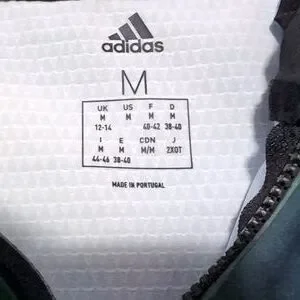 adidas
M
UK US F D
M M M M
12-14 40-42 38-40
I E CDN J
M M M/M 2XOT
44-46 38-40
MADE IN PORTUGAL